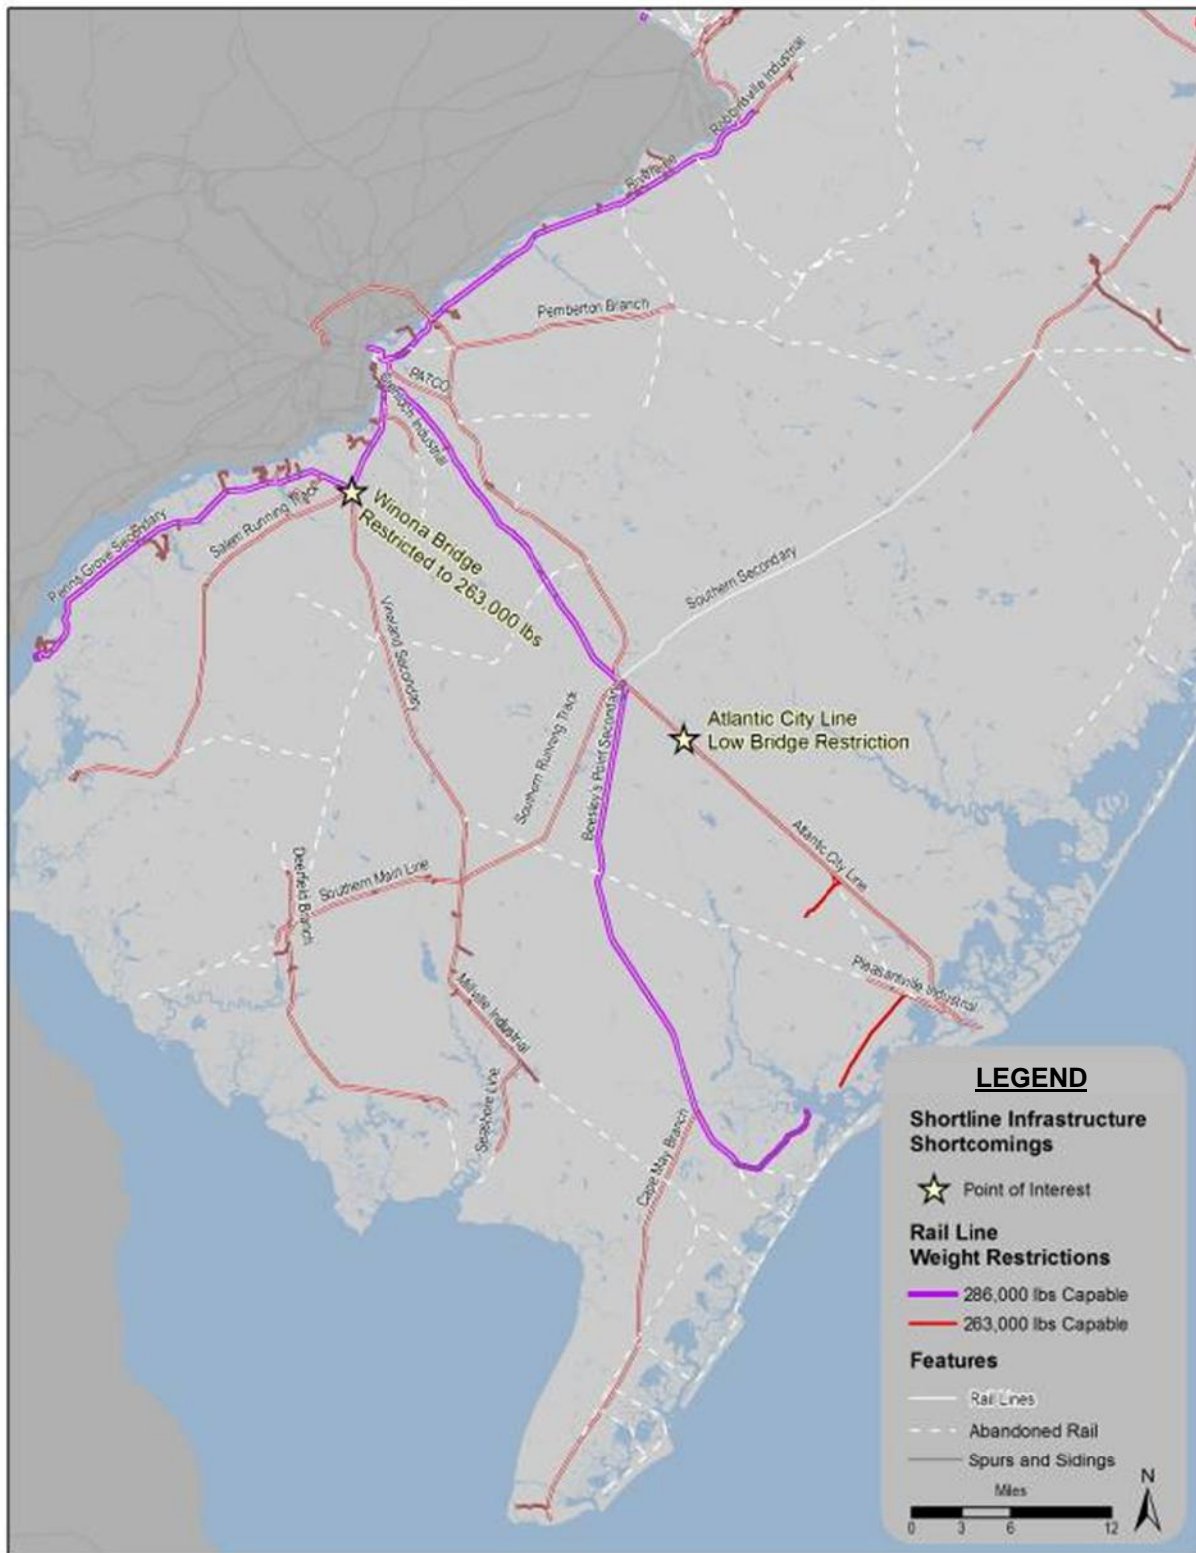 Robbinsville Industrial
Riverline
Pemberton Branch
PATCO
Industrial
Penns Grove Secondary
Salem Running Track
Winona Bridge
Restricted to 263,000 lbs
Vineland Secondary
Southern Secondary
Southern Running Track
Beesley's Point Secondary
Atlantic City Line
Low Bridge Restriction
Atlantic City Line
Deerfield Branch
Southern Main Line
Pleasantville Industrial
Millville Industrial
Seashore Line
Cape May Branch
LEGEND
Shortline Infrastructure
Shortcomings
Point of Interest
Rail Line
Weight Restrictions
286,000 lbs Capable
263,000 lbs Capable
Features
Rail Lines
Abandoned Rail
Spurs and Sidings
Miles
N
0 3 6 12